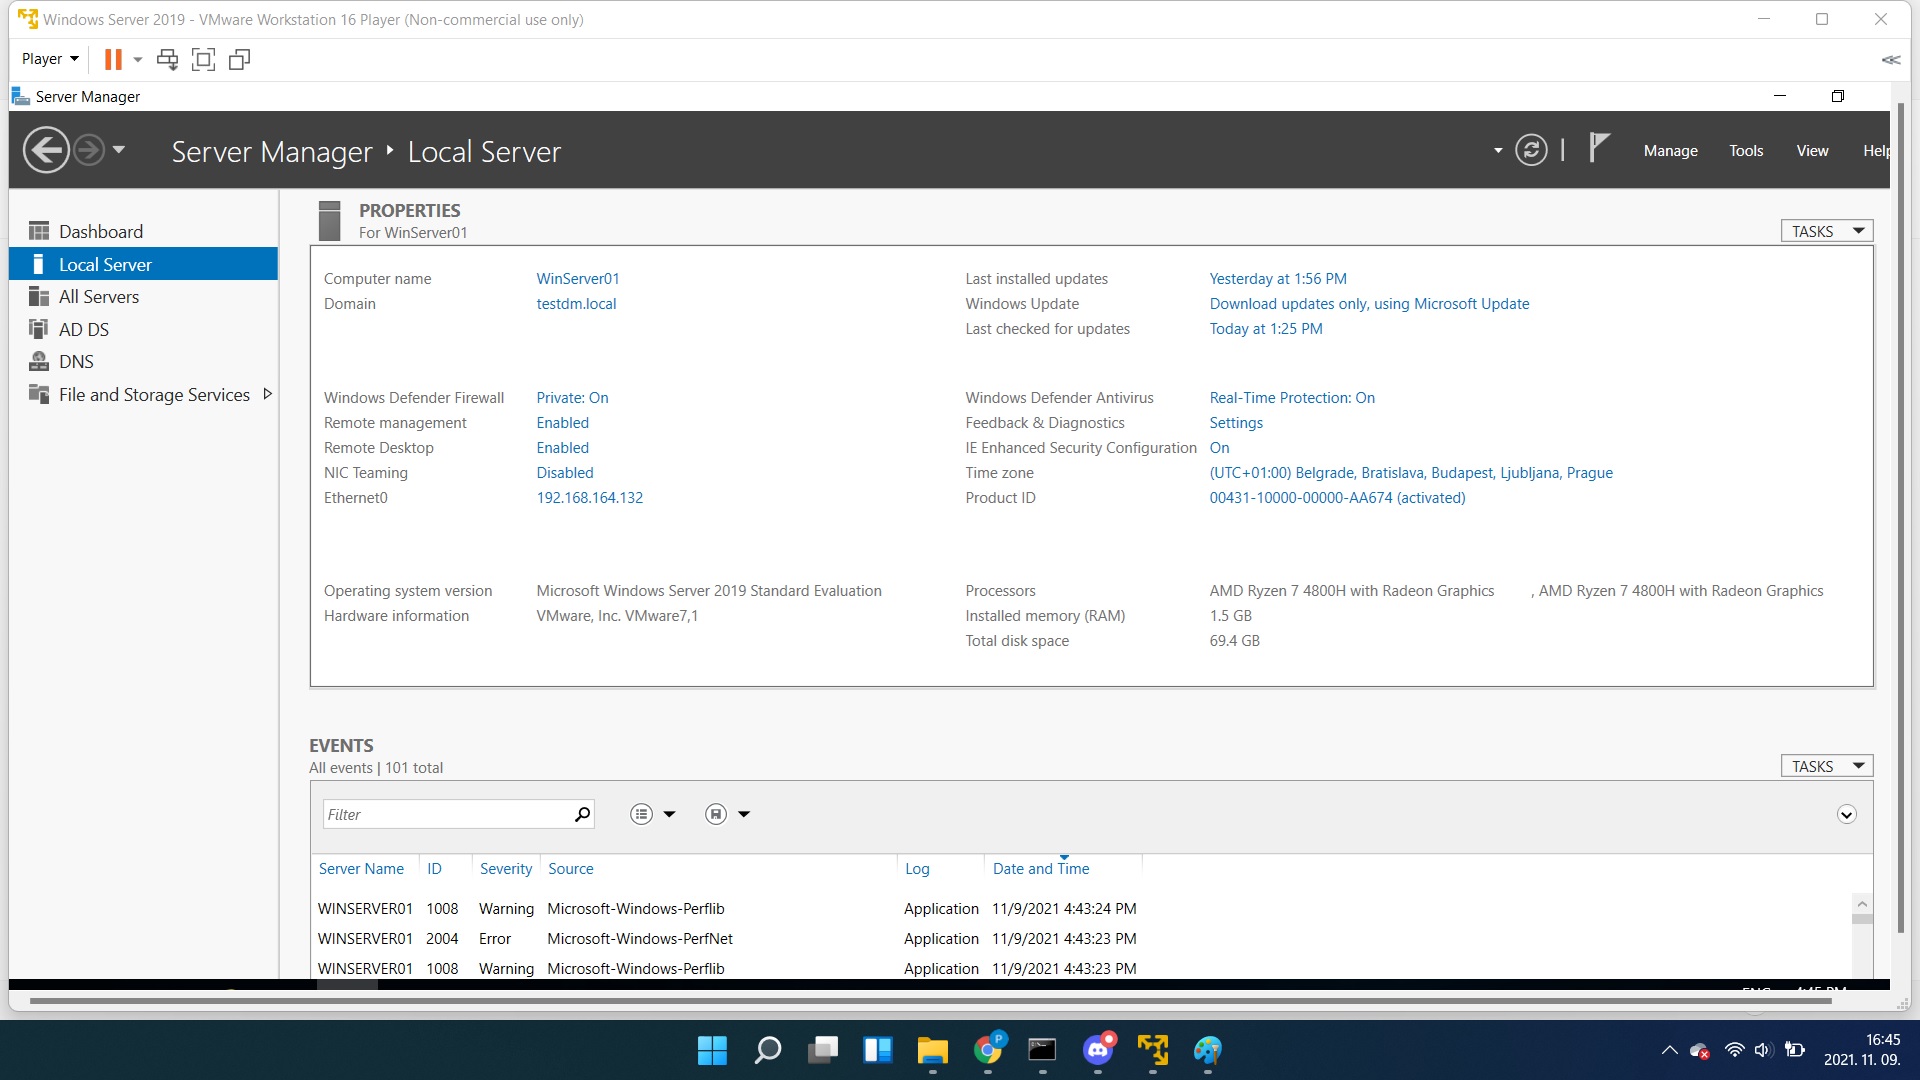 Windows Server 2019 - VMware Workstation 16 Player (Non-commercial use only)
Player
Server Manager
Server Manager Local Server
Manage Tools View Help
Dashboard
Local Server
All Servers
AD DS
DNS
File and Storage Services
PROPERTIES
For WinServer01
TASKS
Computer name WinServer01 Last installed updates Yesterday at 1:56 PM
Domain testdm.local Windows Update Download updates only, using Microsoft Update
Last checked for updates Today at 1:25 PM
Windows Defender Firewall Private: On Windows Defender Antivirus Real-Time Protection: On
Remote management Enabled Feedback & Diagnostics Settings
Remote Desktop Enabled IE Enhanced Security Configuration On
NIC Teaming Disabled Time zone (UTC+01:00) Belgrade, Bratislava, Budapest, Ljubljana, Prague
Ethernet0 192.168.164.132 Product ID 00431-10000-00000-AA674 (activated)
Operating system version Microsoft Windows Server 2019 Standard Evaluation Processors AMD Ryzen 7 4800H with Radeon Graphics , AMD Ryzen 7 4800H with Radeon Graphics
Hardware information VMware, Inc. VMware7,1 Installed memory (RAM) 1.5 GB
Total disk space 69.4 GB
EVENTS
All events | 101 total
TASKS
Filter
Server Name ID Severity Source Log Date and Time
WINSERVER01 1008 Warning Microsoft-Windows-Perflib Application 11/9/2021 4:43:24 PM
WINSERVER01 2004 Error Microsoft-Windows-PerfNet Application 11/9/2021 4:43:23 PM
WINSERVER01 1008 Warning Microsoft-Windows-Perflib Application 11/9/2021 4:43:23 PM
ENG 4:45 PM
P
16:45
2021. 11. 09.